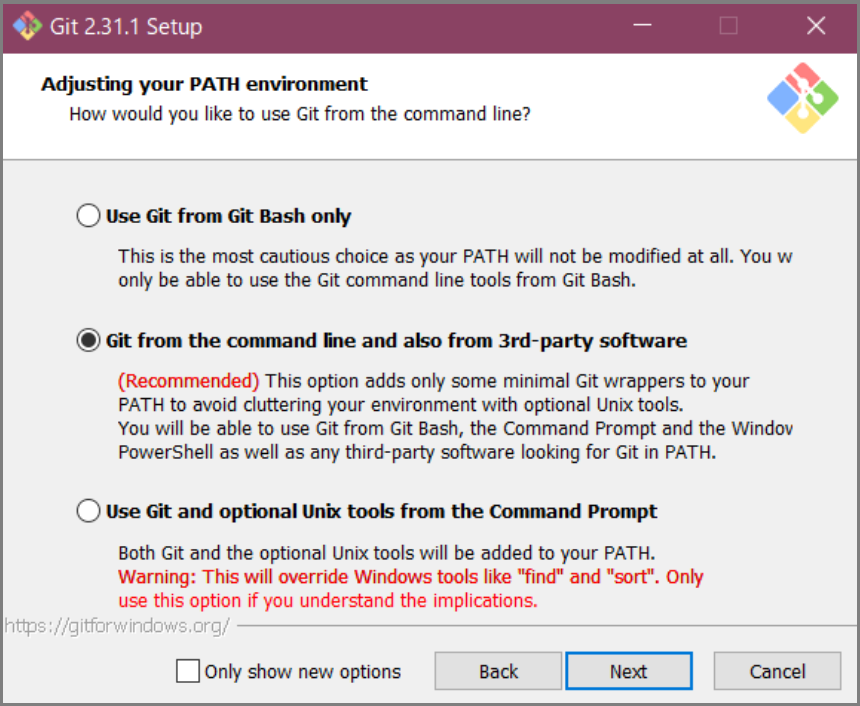 Git 2.31.1 Setup
Adjusting your PATH environment
How would you like to use Git from the command line?
Use Git from Git Bash only
This is the most cautious choice as your PATH will not be modified at all. You w
only be able to use the Git command line tools from Git Bash.
Git from the command line and also from 3rd-party software
(Recommended) This option adds only some minimal Git wrappers to your
PATH to avoid cluttering your environment with optional Unix tools.
You will be able to use Git from Git Bash, the Command Prompt and the Window
PowerShell as well as any third-party software looking for Git in PATH.
Use Git and optional Unix tools from the Command Prompt
Both Git and the optional Unix tools will be added to your PATH.
Warning: This will override Windows tools like "find" and "sort". Only
use this option if you understand the implications.
https://gitforwindows.org/
Only show new options
Back
Next
Cancel